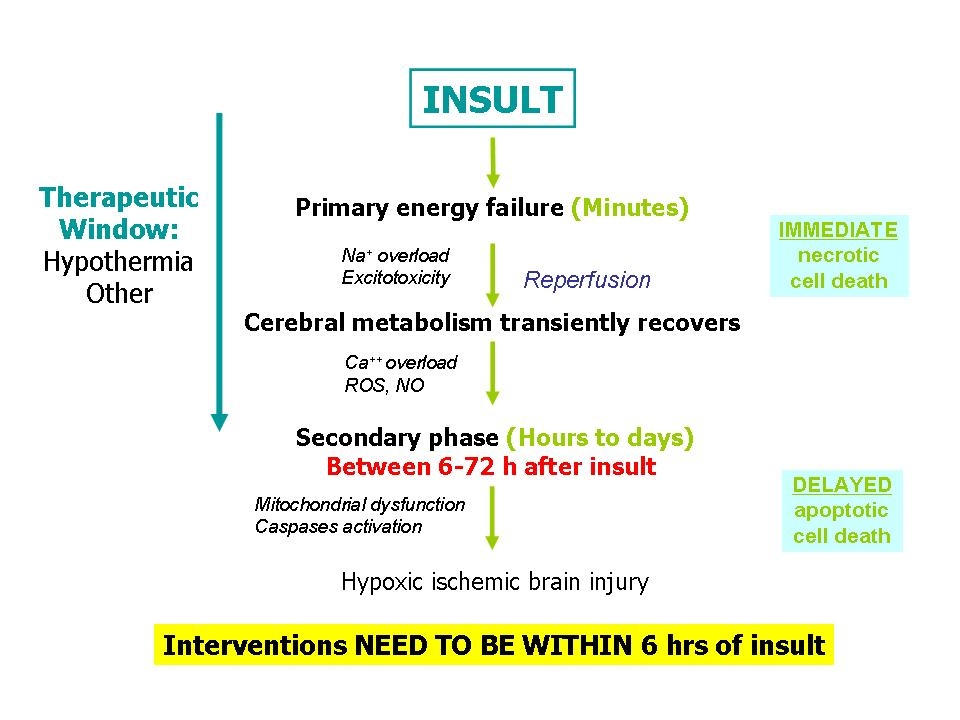 INSULT
Therapeutic
Window:
Hypothermia
Other
Primary energy failure (Minutes)
Na⁺ overload
Excitotoxicity
Reperfusion
IMMEDIATE
necrotic
cell death
Cerebral metabolism transiently recovers
Ca⁺⁺ overload
ROS, NO
Secondary phase (Hours to days)
Between 6-72 h after insult
Mitochondrial dysfunction
Caspases activation
DELAYED
apoptotic
cell death
Hypoxic ischemic brain injury
Interventions NEED TO BE WITHIN 6 hrs of insult